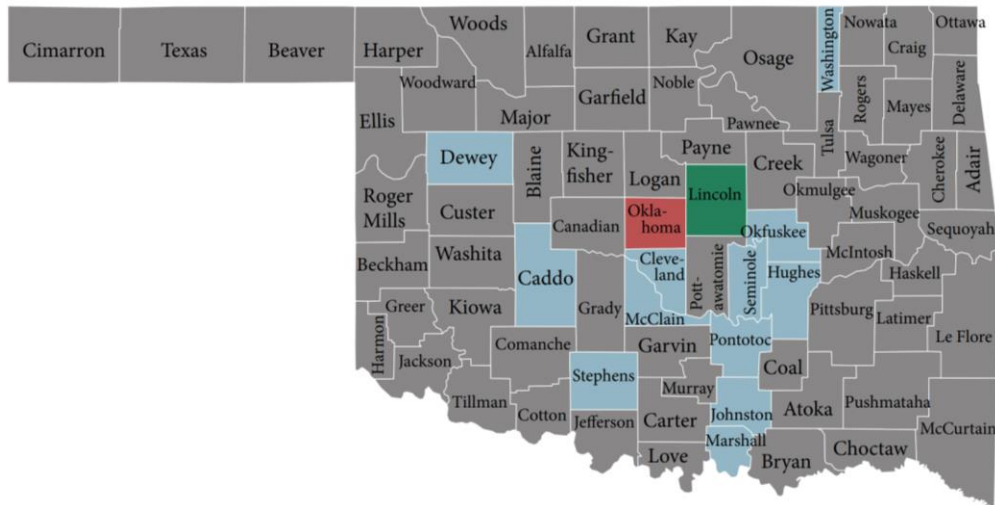 Cimarron
Texas
Beaver
Harper
Woods
Alfalfa
Grant
Kay
Osage
Washington
Nowata
Craig
Ottawa
Woodward
Noble
Ellis
Major
Garfield
Pawnee
Tulsa
Rogers
Mayes
Delaware
Dewey
Blaine
King-
fisher
Logan
Payne
Creek
Wagoner
Cherokee
Adair
Roger
Mills
Custer
Canadian
Okla-
homa
Lincoln
Okmulgee
Muskogee
Sequoyah
Beckham
Washita
Caddo
Grady
Cleve-
land
Pott-
awatomie
Seminole
Okfuskee
Hughes
McIntosh
Haskell
Greer
Kiowa
McClain
Pittsburg
Latimer
Le Flore
Harmon
Jackson
Comanche
Garvin
Pontotoc
Coal
Tillman
Cotton
Stephens
Murray
Johnston
Atoka
Pushmataha
McCurtain
Jefferson
Carter
Love
Marshall
Bryan
Choctaw